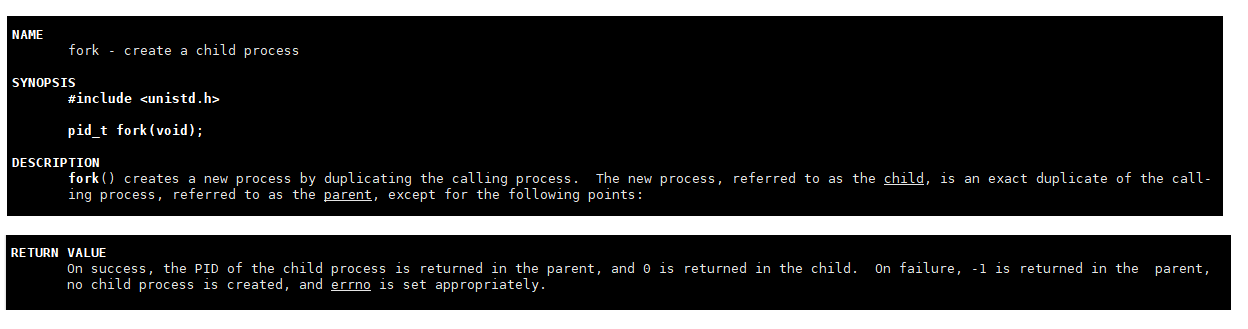 NAME
fork - create a child process
SYNOPSIS
#include <unistd.h>
pid_t fork(void);
DESCRIPTION
fork() creates a new process by duplicating the calling process.  The new process, referred to as the child, is an exact duplicate of the call-
ing process, referred to as the parent, except for the following points:
RETURN VALUE
On success, the PID of the child process is returned in the parent, and 0 is returned in the child.  On failure, -1 is returned in the  parent,
no child process is created, and errno is set appropriately.